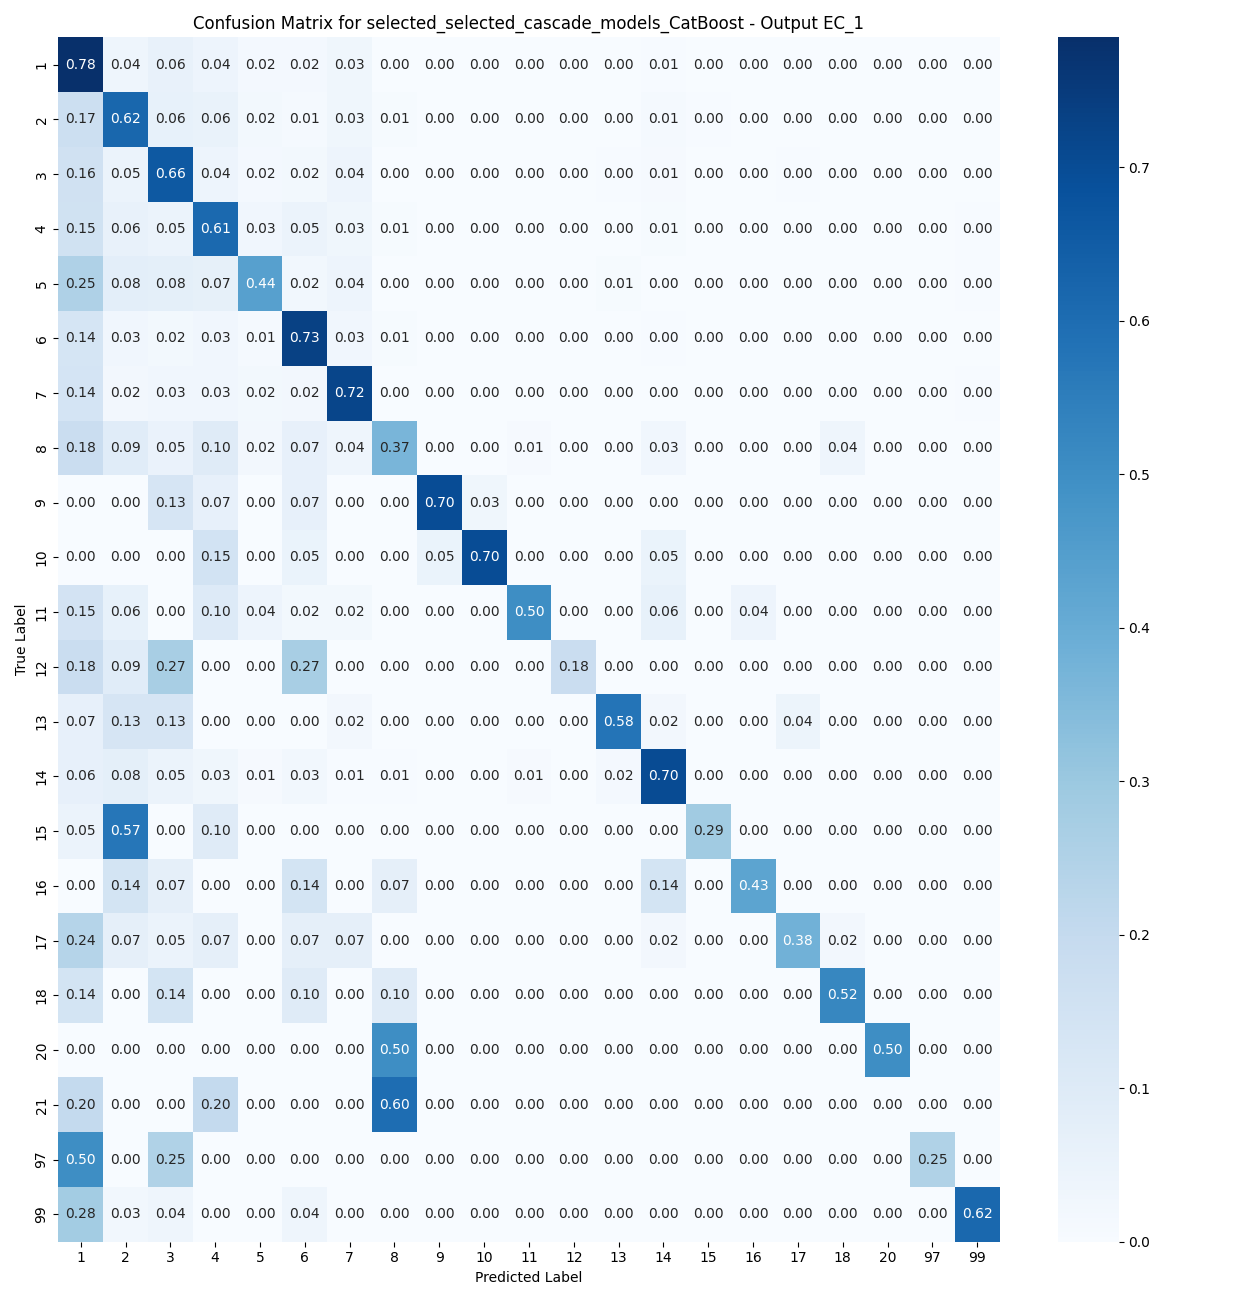 Confusion Matrix for selected_selected_cascade_models_CatBoost - Output EC_1
True Label
1 0.78 0.04 0.06 0.04 0.02 0.02 0.03 0.00 0.00 0.00 0.00 0.00 0.00 0.01 0.00 0.00 0.00 0.00 0.00 0.00 0.00
2 0.17 0.62 0.06 0.06 0.02 0.01 0.03 0.01 0.00 0.00 0.00 0.00 0.00 0.01 0.00 0.00 0.00 0.00 0.00 0.00 0.00
3 0.16 0.05 0.66 0.04 0.02 0.02 0.04 0.00 0.00 0.00 0.00 0.00 0.00 0.01 0.00 0.00 0.00 0.00 0.00 0.00 0.00
4 0.15 0.06 0.05 0.61 0.03 0.05 0.03 0.01 0.00 0.00 0.00 0.00 0.00 0.01 0.00 0.00 0.00 0.00 0.00 0.00 0.00
5 0.25 0.08 0.08 0.07 0.44 0.02 0.04 0.00 0.00 0.00 0.00 0.00 0.01 0.00 0.00 0.00 0.00 0.00 0.00 0.00 0.00
6 0.14 0.03 0.02 0.03 0.01 0.73 0.03 0.01 0.00 0.00 0.00 0.00 0.00 0.00 0.00 0.00 0.00 0.00 0.00 0.00 0.00
7 0.14 0.02 0.03 0.03 0.02 0.02 0.72 0.00 0.00 0.00 0.00 0.00 0.00 0.00 0.00 0.00 0.00 0.00 0.00 0.00 0.00
8 0.18 0.09 0.05 0.10 0.02 0.07 0.04 0.37 0.00 0.00 0.01 0.00 0.00 0.03 0.00 0.00 0.00 0.04 0.00 0.00 0.00
9 0.00 0.00 0.13 0.07 0.00 0.07 0.00 0.00 0.70 0.03 0.00 0.00 0.00 0.00 0.00 0.00 0.00 0.00 0.00 0.00 0.00
10 0.00 0.00 0.00 0.15 0.00 0.05 0.00 0.00 0.05 0.70 0.00 0.00 0.00 0.05 0.00 0.00 0.00 0.00 0.00 0.00 0.00
11 0.15 0.06 0.00 0.10 0.04 0.02 0.02 0.00 0.00 0.00 0.50 0.00 0.00 0.06 0.00 0.04 0.00 0.00 0.00 0.00 0.00
12 0.18 0.09 0.27 0.00 0.00 0.27 0.00 0.00 0.00 0.00 0.00 0.18 0.00 0.00 0.00 0.00 0.00 0.00 0.00 0.00 0.00
13 0.07 0.13 0.13 0.00 0.00 0.00 0.02 0.00 0.00 0.00 0.00 0.00 0.58 0.02 0.00 0.00 0.04 0.00 0.00 0.00 0.00
14 0.06 0.08 0.05 0.03 0.01 0.03 0.01 0.01 0.00 0.00 0.01 0.00 0.02 0.70 0.00 0.00 0.00 0.00 0.00 0.00 0.00
15 0.05 0.57 0.00 0.10 0.00 0.00 0.00 0.00 0.00 0.00 0.00 0.00 0.00 0.00 0.29 0.00 0.00 0.00 0.00 0.00 0.00
16 0.00 0.14 0.07 0.00 0.00 0.14 0.00 0.07 0.00 0.00 0.00 0.00 0.00 0.14 0.00 0.43 0.00 0.00 0.00 0.00 0.00
17 0.24 0.07 0.05 0.07 0.00 0.07 0.07 0.00 0.00 0.00 0.00 0.00 0.00 0.02 0.00 0.00 0.38 0.02 0.00 0.00 0.00
18 0.14 0.00 0.14 0.00 0.00 0.10 0.00 0.10 0.00 0.00 0.00 0.00 0.00 0.00 0.00 0.00 0.00 0.52 0.00 0.00 0.00
20 0.00 0.00 0.00 0.00 0.00 0.00 0.00 0.50 0.00 0.00 0.00 0.00 0.00 0.00 0.00 0.00 0.00 0.00 0.50 0.00 0.00
21 0.20 0.00 0.00 0.20 0.00 0.00 0.00 0.60 0.00 0.00 0.00 0.00 0.00 0.00 0.00 0.00 0.00 0.00 0.00 0.00 0.00
97 0.50 0.00 0.25 0.00 0.00 0.00 0.00 0.00 0.00 0.00 0.00 0.00 0.00 0.00 0.00 0.00 0.00 0.00 0.00 0.25 0.00
99 0.28 0.03 0.04 0.00 0.00 0.04 0.00 0.00 0.00 0.00 0.00 0.00 0.00 0.00 0.00 0.00 0.00 0.00 0.00 0.00 0.62
1 2 3 4 5 6 7 8 9 10 11 12 13 14 15 16 17 18 20 97 99
Predicted Label
0.7
0.6
0.5
0.4
0.3
0.2
0.1
0.0